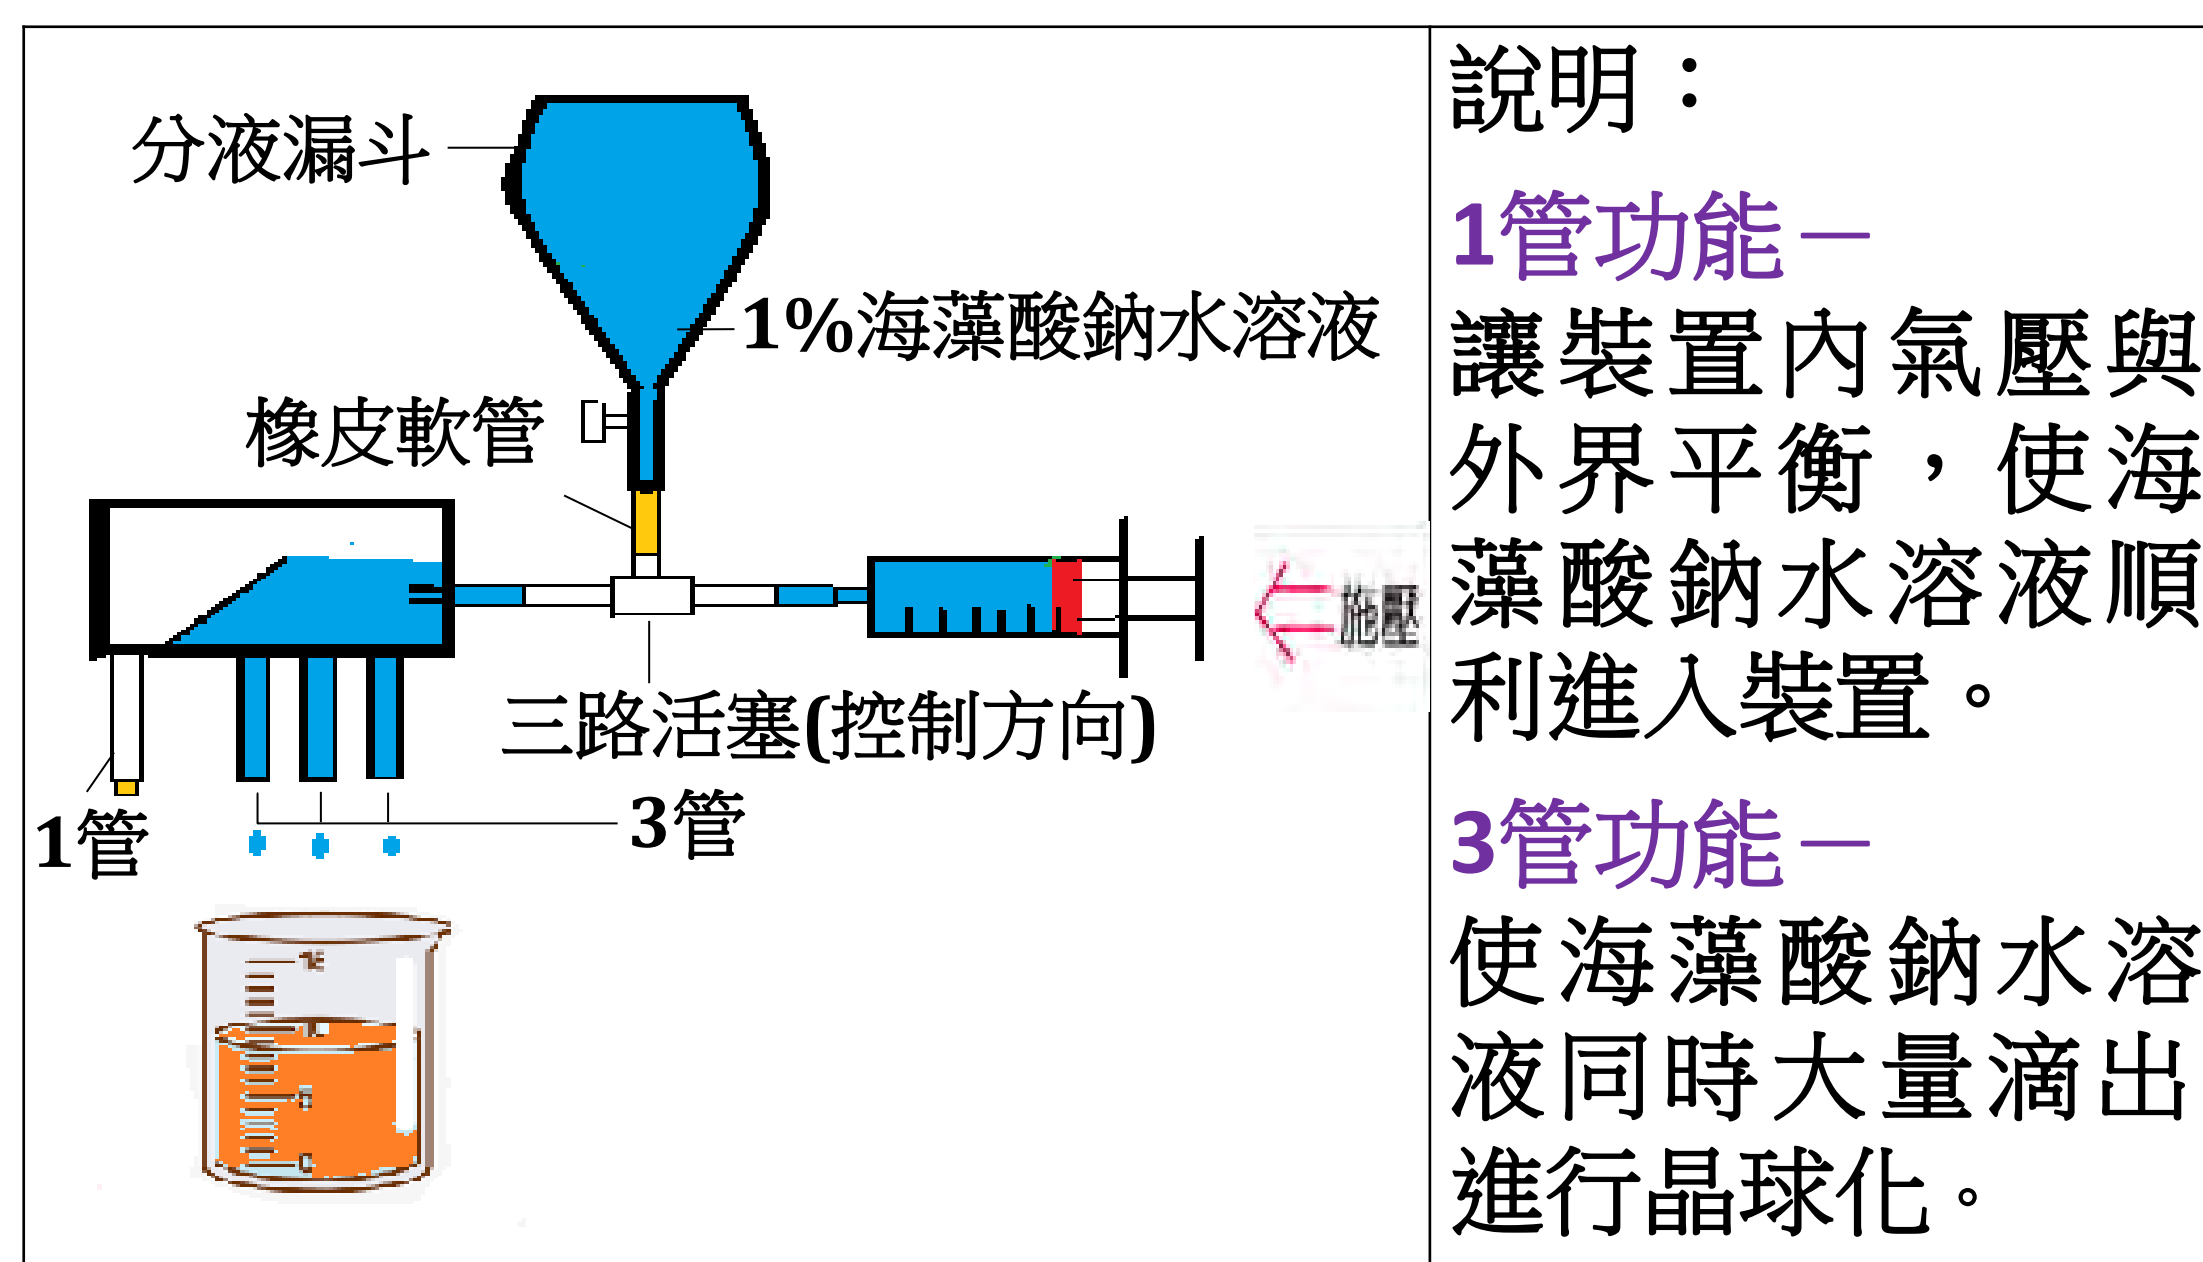 分液漏斗
1%海藻酸鈉水溶液
橡皮軟管
施壓
三路活塞(控制方向)
1管
3管
說明：
1管功能－
讓裝置內氣壓與
外界平衡，使海
藻酸鈉水溶液順
利進入裝置。
3管功能－
使海藻酸鈉水溶
液同時大量滴出
進行晶球化。